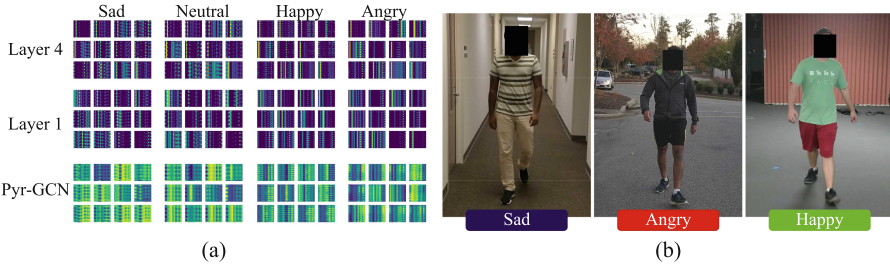 Sad Neutral Happy Angry
Layer 4
Layer 1
Pyr-GCN
Sad Angry Happy
(a) (b)